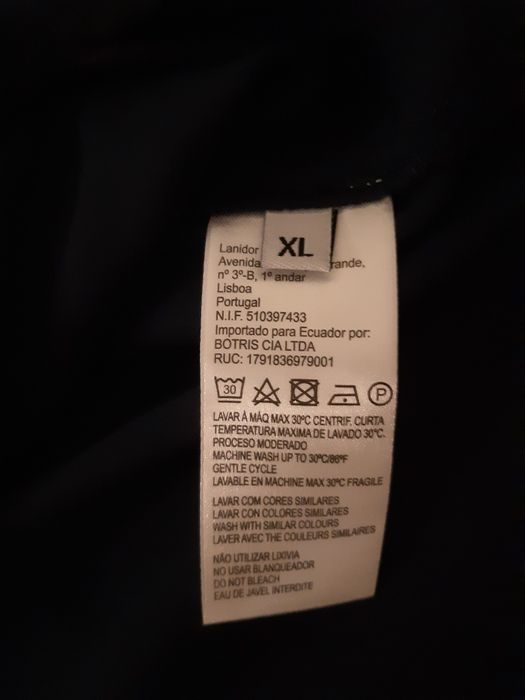 XL
Lanidor
Avenida rande,
nº 3º-B, 1º andar
Lisboa
Portugal
N.I.F. 510397433
Importado para Ecuador por:
BOTRIS CIA LTDA
RUC: 1791836979001
30
P
LAVAR À MÁQ MAX 30ºC CENTRIF. CURTA
TEMPERATURA MAXIMA DE LAVADO 30°C.
PROCESO MODERADO
MACHINE WASH UP TO 30ºC/86ºF
GENTLE CYCLE
LAVABLE EN MACHINE MAX 30ºC FRAGILE
LAVAR COM CORES SIMILARES
LAVAR CON COLORES SIMILARES
WASH WITH SIMILAR COLOURS
LAVER AVEC THE COULEURS SIMILAIRES
NÃO UTILIZAR LIXIVIA
NO USAR BLANQUEADOR
DO NOT BLEACH
EAU DE JAVEL INTERDITE